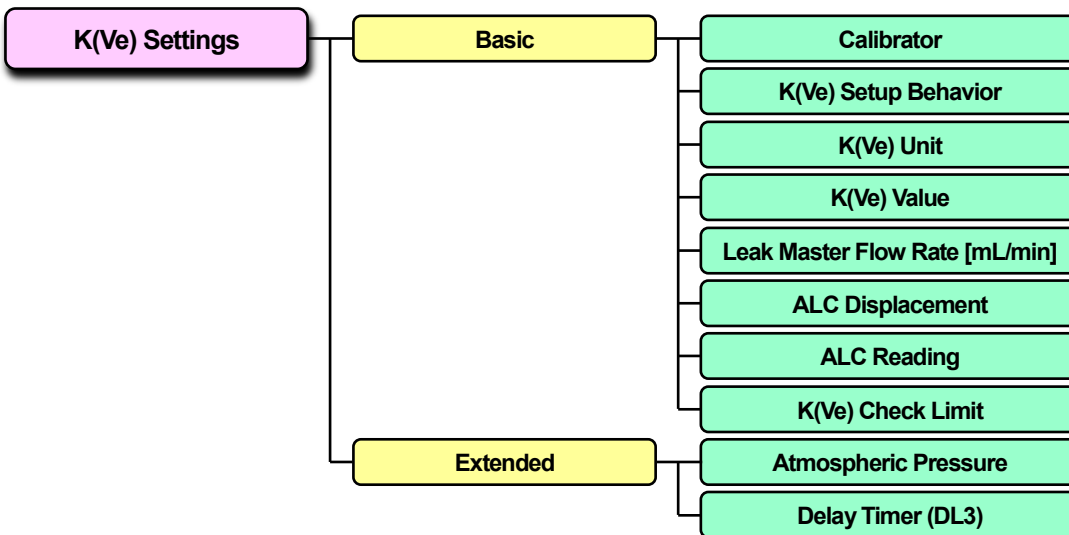 K(Ve) Settings
Basic
Calibrator
K(Ve) Setup Behavior
K(Ve) Unit
K(Ve) Value
Leak Master Flow Rate [mL/min]
ALC Displacement
ALC Reading
K(Ve) Check Limit
Extended
Atmospheric Pressure
Delay Timer (DL3)